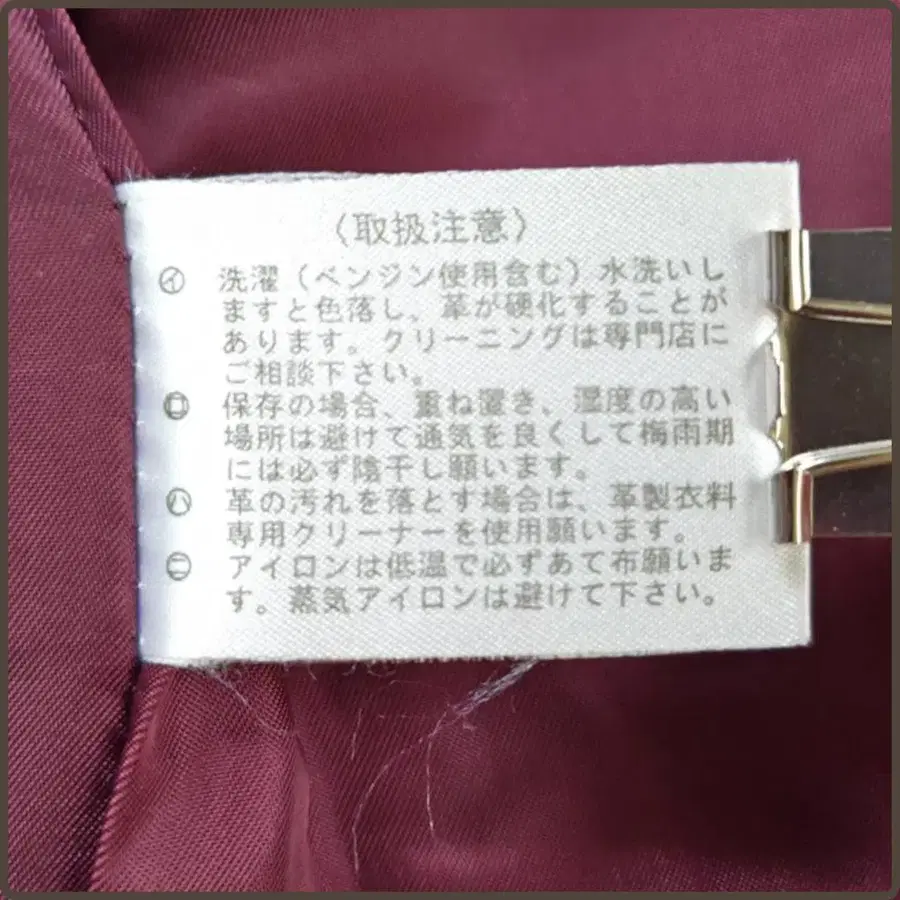 〈取扱注意〉
㋑ 洗濯(ベンジン使用含む)水洗いし
ますと色落し、革が硬化することが
あります。クリーニングは専門店に
ご相談下さい。
㋺ 保存の場合、重ね置き、湿度の高い
場所は避けて通気を良くして梅雨期
には必ず陰干し願います。
㋩ 革の汚れを落とす場合は、革製衣料
専用クリーナーを使用願います。
㋥ アイロンは低温で必ずあて布願いま
す。蒸気アイロンは避けて下さい。